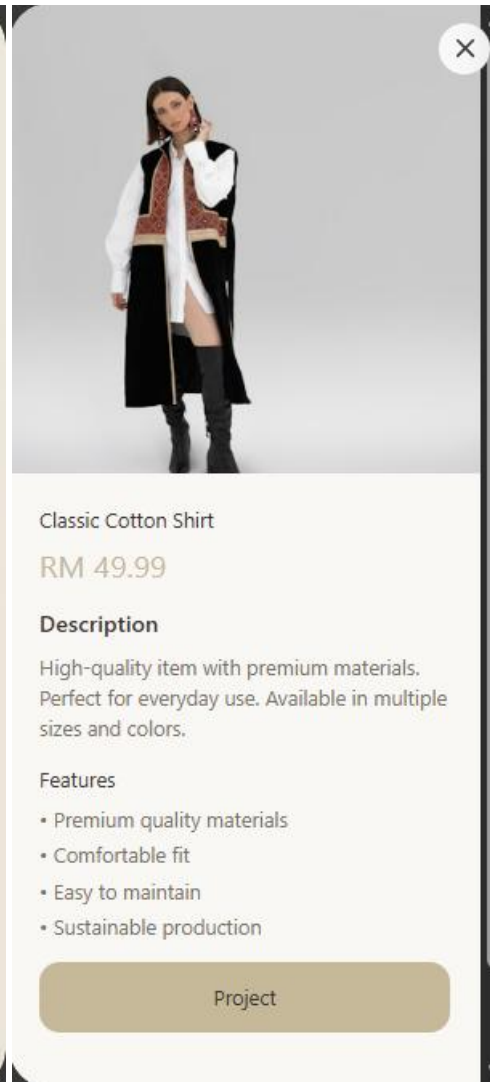 Classic Cotton Shirt
RM 49.99
Description
High-quality item with premium materials.
Perfect for everyday use. Available in multiple
sizes and colors.
Features
• Premium quality materials
• Comfortable fit
• Easy to maintain
• Sustainable production
Project